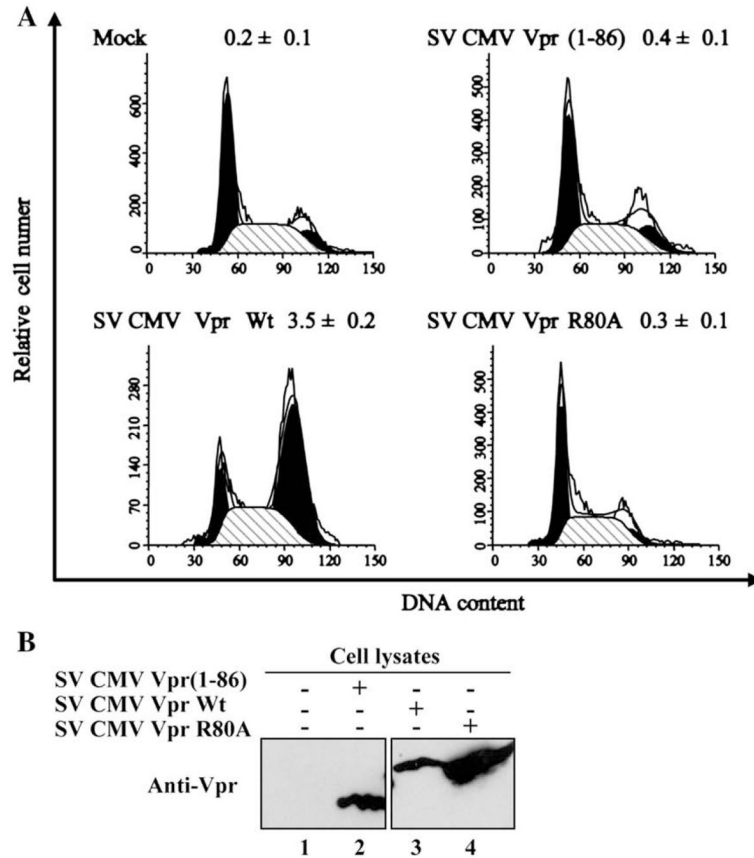 A
Mock 0.2 ± 0.1
SV CMV Vpr (1-86) 0.4 ± 0.1
600
400
200
0
0 30 60 90 120 150
500
400
300
200
100
0
0 30 60 90 120 150
SV CMV Vpr Wt 3.5 ± 0.2
SV CMV Vpr R80A 0.3 ± 0.1
280
210
140
70
0
0 30 60 90 120 150
500
400
300
200
100
0
0 30 60 90 120 150
Relative cell numer
DNA content
B
Cell lysates
SV CMV Vpr(1-86) - + - -
SV CMV Vpr Wt - - + -
SV CMV Vpr R80A - - - +
Anti-Vpr
1 2 3 4